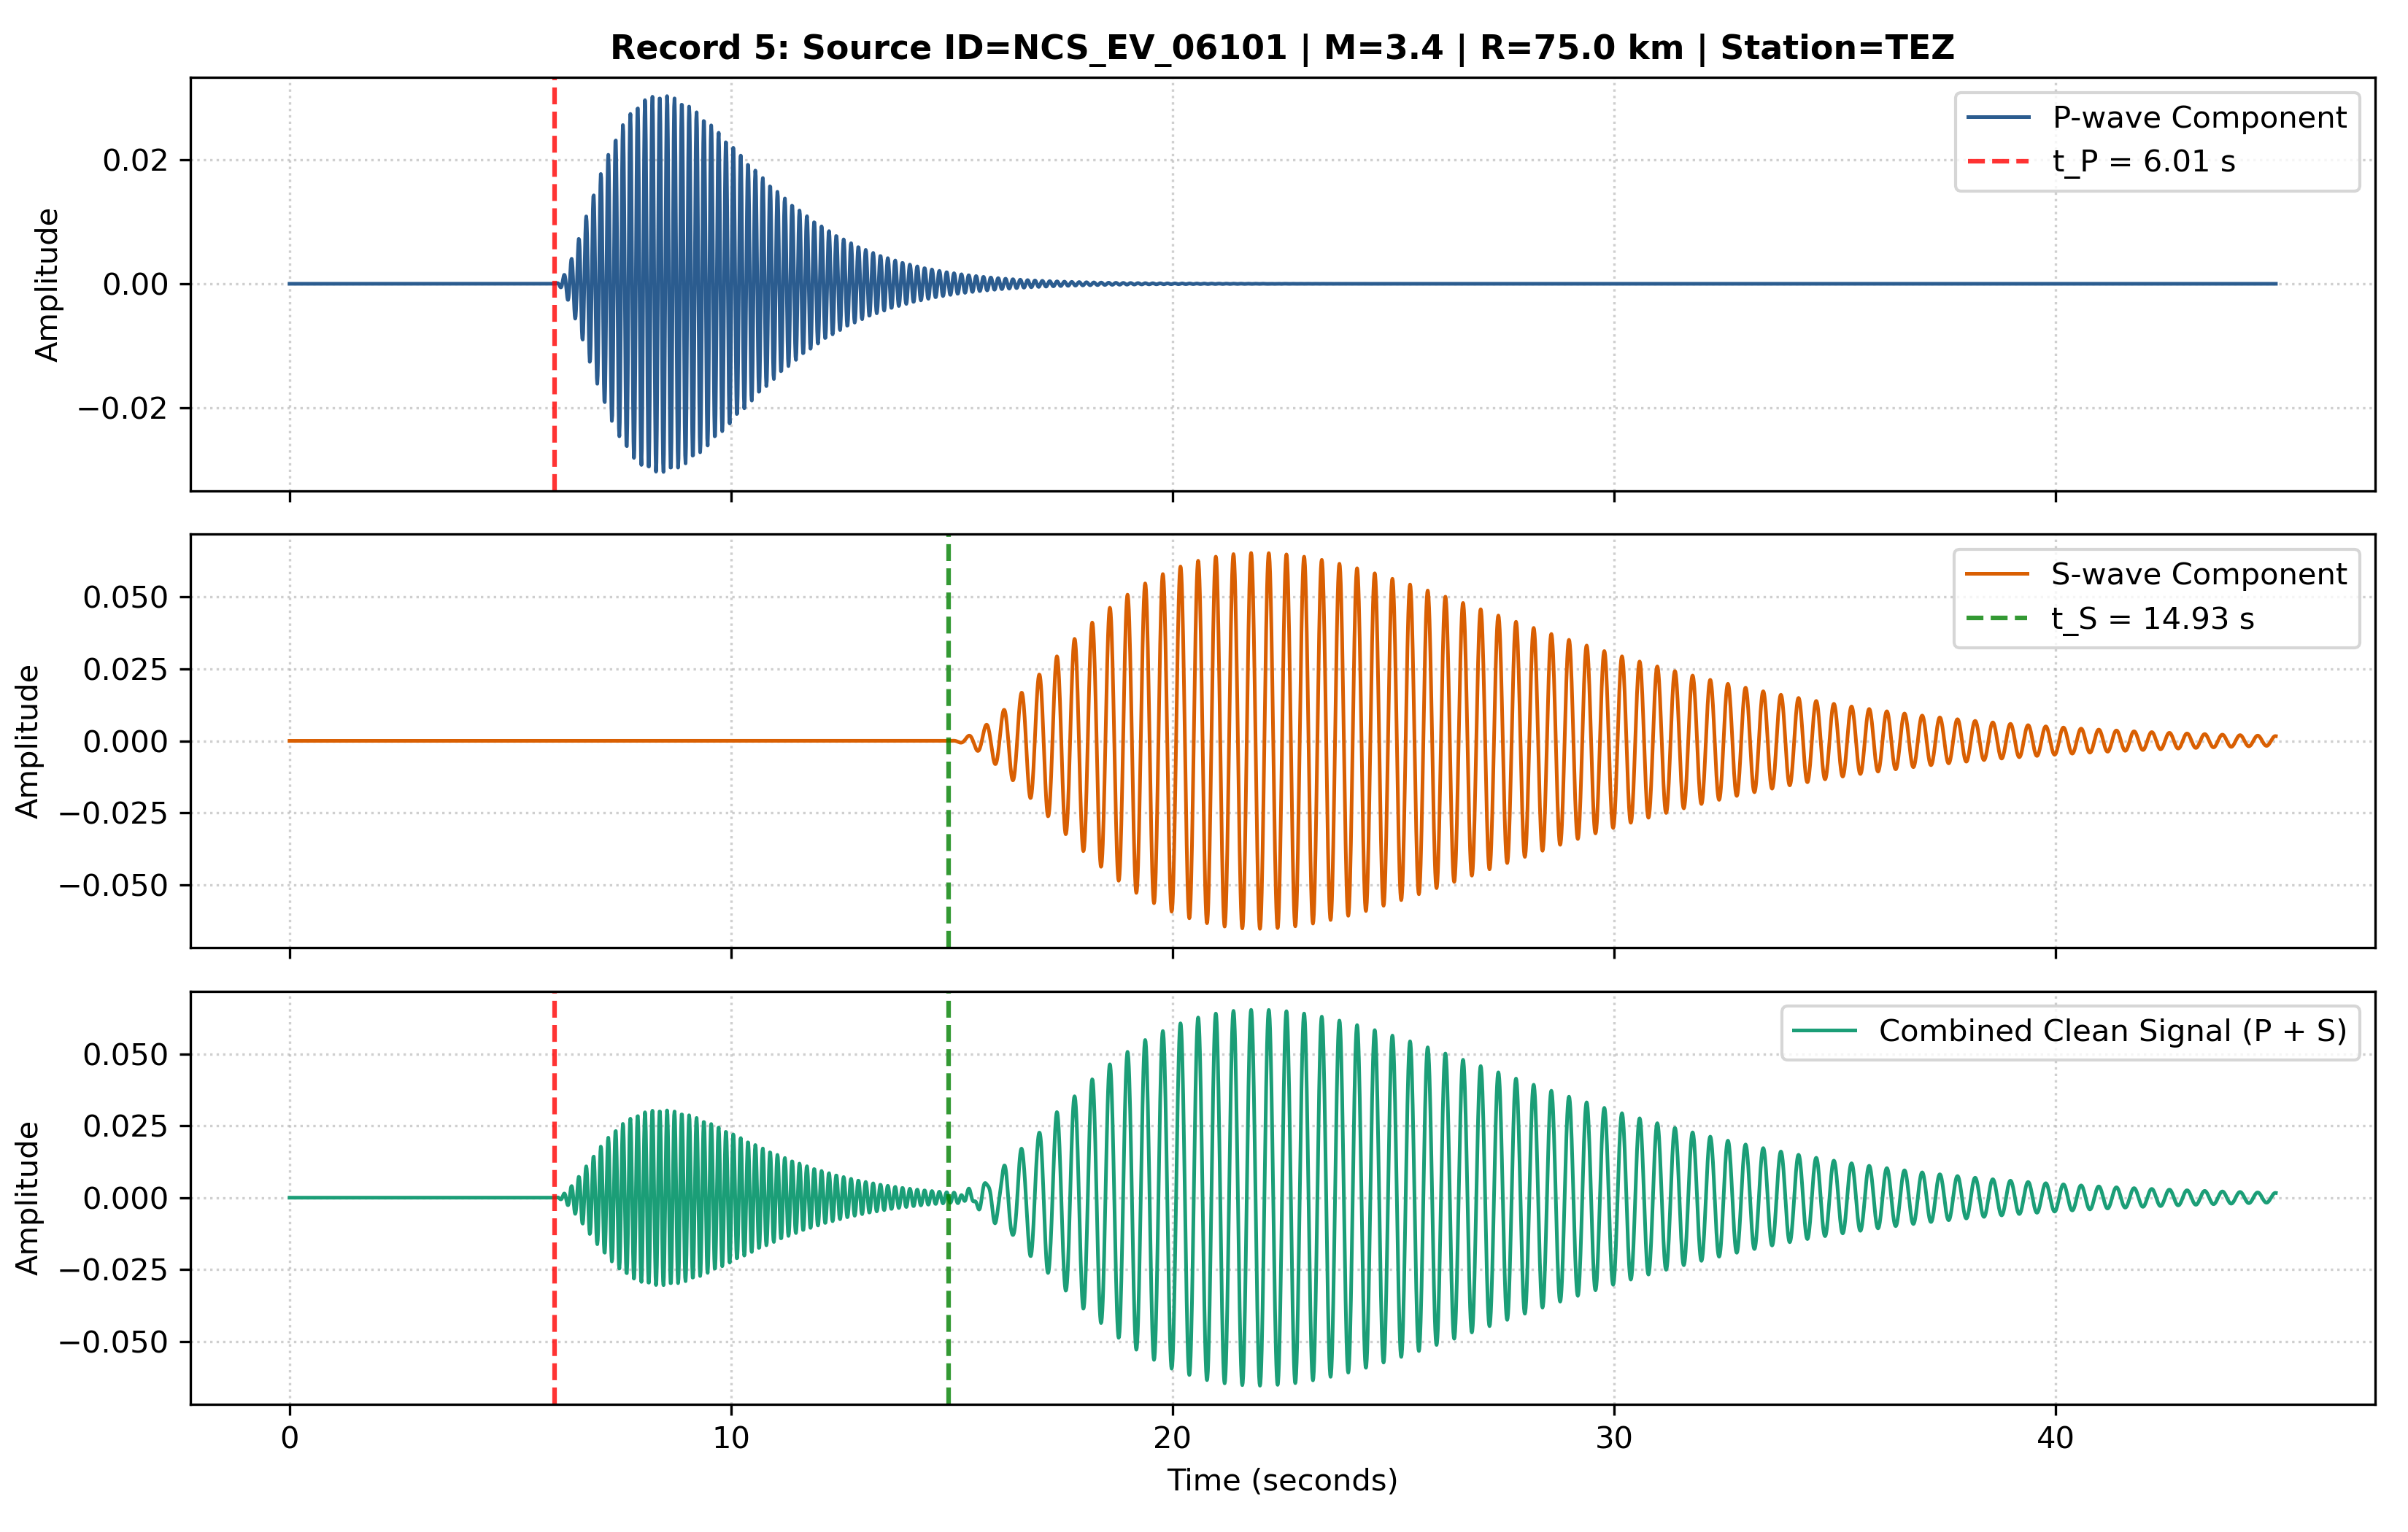 Record 5: Source ID=NCS_EV_06101 | M=3.4 | R=75.0 km | Station=TEZ
P-wave Component
t_P = 6.01 s
0.02
0.00
−0.02
Amplitude
S-wave Component
t_S = 14.93 s
0.050
0.025
0.000
−0.025
−0.050
Amplitude
Combined Clean Signal (P + S)
0.050
0.025
0.000
−0.025
−0.050
Amplitude
0 10 20 30 40
Time (seconds)